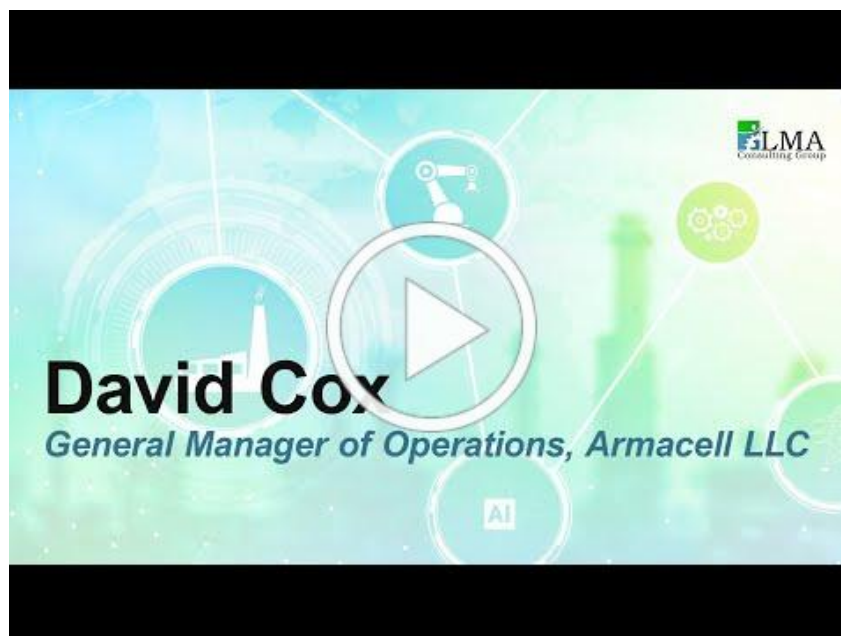 LMA
Consulting Group
David Cox
General Manager of Operations, Armacell LLC
AI